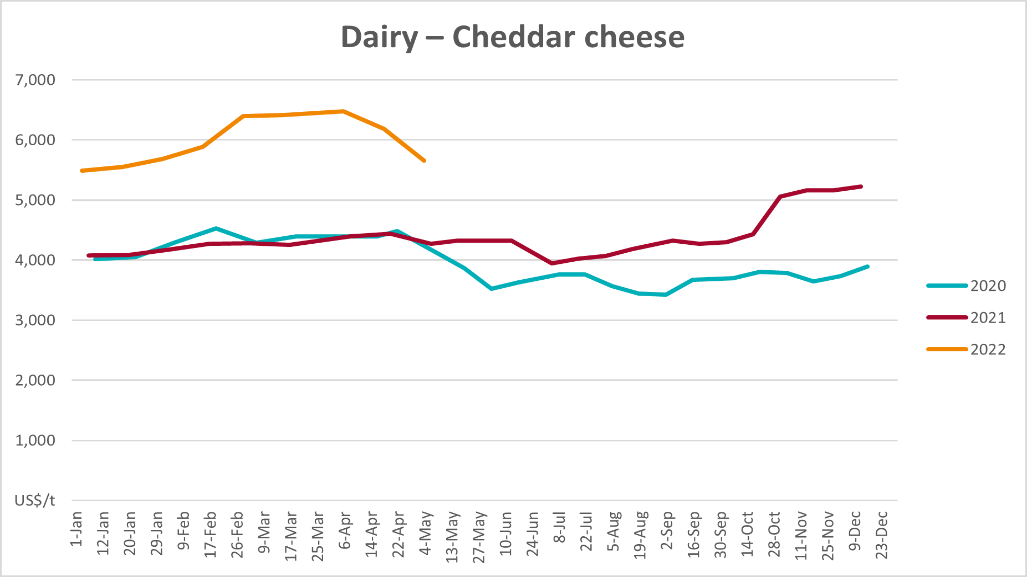 Dairy – Cheddar cheese
7,000
6,000
5,000
4,000
3,000
2,000
1,000
US$/t
1-Jan
12-Jan
20-Jan
29-Jan
9-Feb
17-Feb
26-Feb
9-Mar
17-Mar
25-Mar
6-Apr
14-Apr
22-Apr
4-May
13-May
27-May
10-Jun
24-Jun
8-Jul
22-Jul
5-Aug
19-Aug
2-Sep
16-Sep
30-Sep
14-Oct
28-Oct
11-Nov
25-Nov
9-Dec
23-Dec
2020
2021
2022